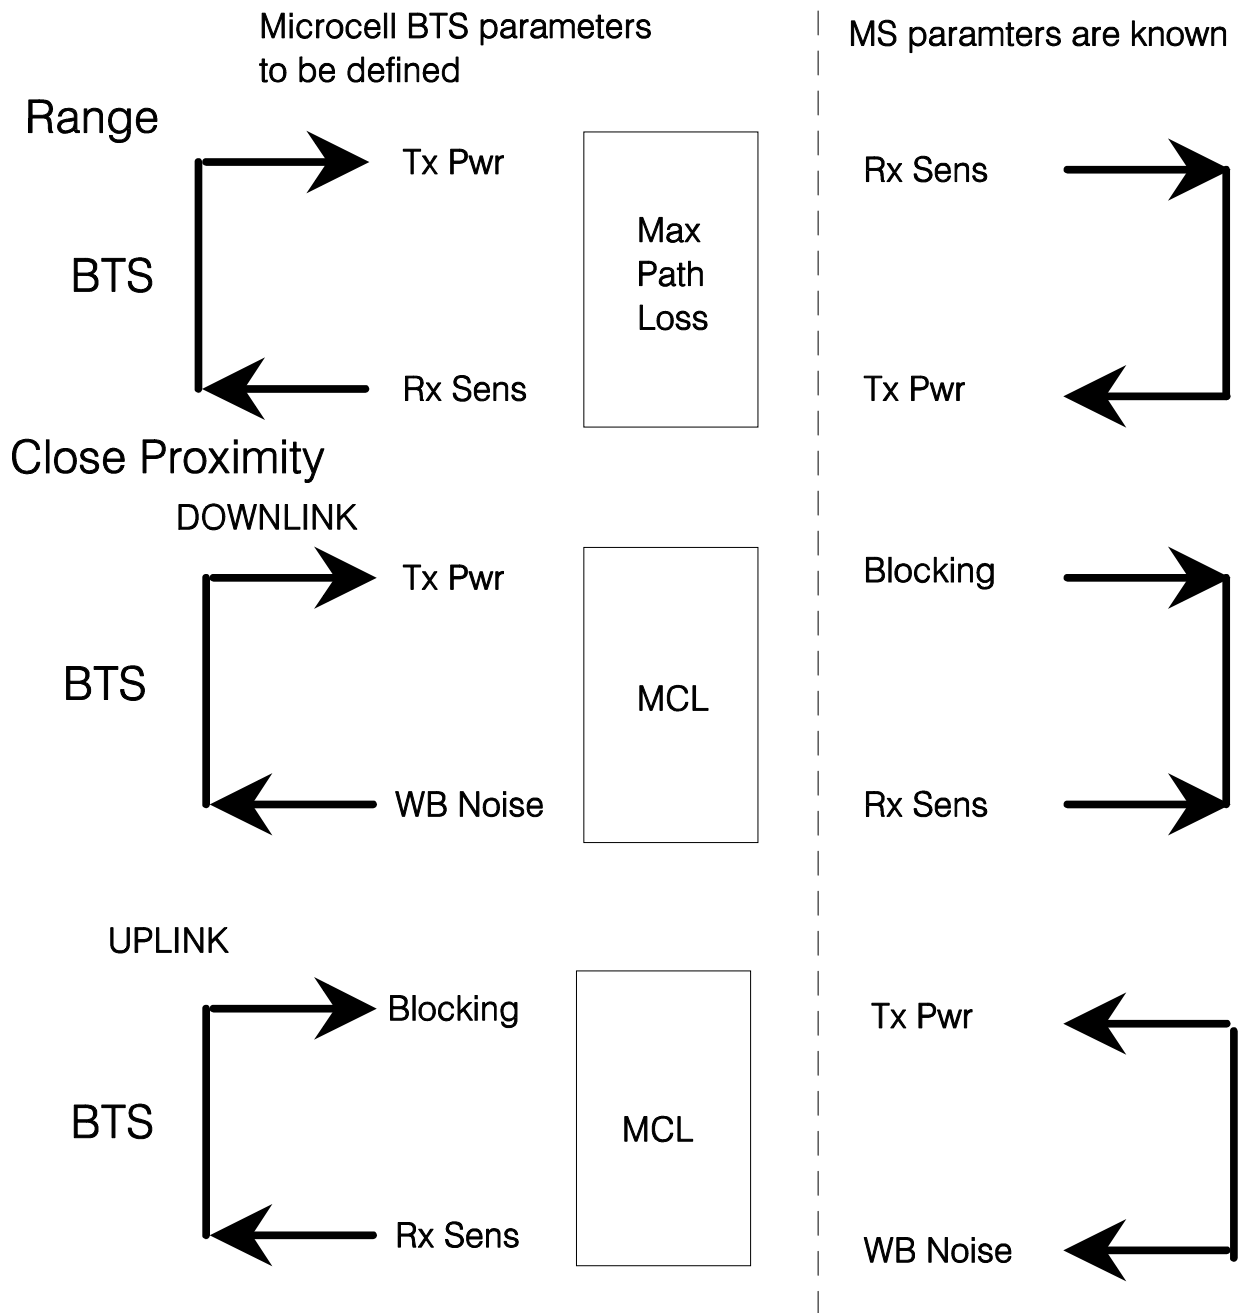 Microcell BTS parameters
to be defined
MS paramters are known
Range
Tx Pwr
Rx Sens
BTS
Max
Path
Loss
Rx Sens
Tx Pwr
Close Proximity
DOWNLINK
Tx Pwr
Blocking
BTS
MCL
WB Noise
Rx Sens
UPLINK
Blocking
Tx Pwr
BTS
MCL
Rx Sens
WB Noise